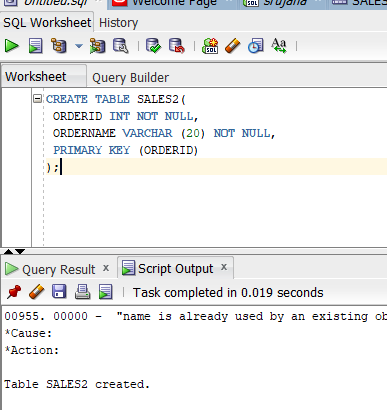 Untitled.sql Welcome Page srujana SALES
SQL Worksheet History
Aa
Worksheet Query Builder
CREATE TABLE SALES2(
ORDERID INT NOT NULL,
ORDERNAME VARCHAR (20) NOT NULL,
PRIMARY KEY (ORDERID)
);
Query Result x Script Output x
Task completed in 0.019 seconds
00955. 00000 - "name is already used by an existing ob
*Cause:
*Action:
Table SALES2 created.